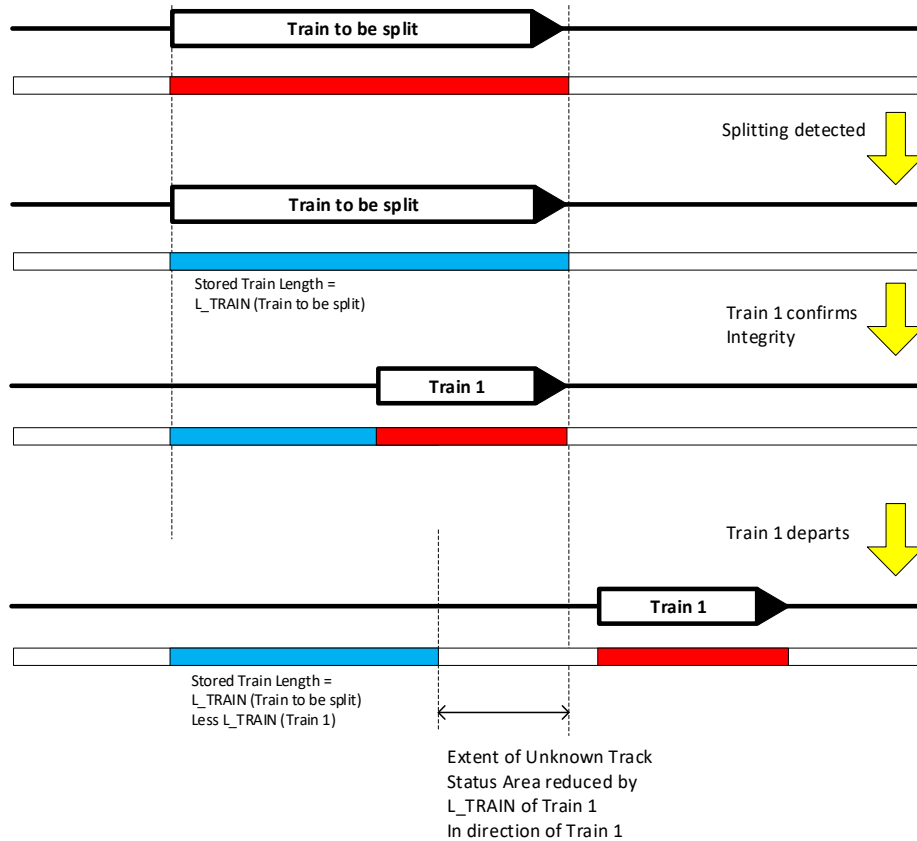 Train to be split
Splitting detected
Train to be split
Stored Train Length =
L_TRAIN (Train to be split)
Train 1 confirms
Integrity
Train 1
Train 1 departs
Train 1
Stored Train Length =
L_TRAIN (Train to be split)
Less L_TRAIN (Train 1)
Extent of Unknown Track
Status Area reduced by
L_TRAIN of Train 1
In direction of Train 1